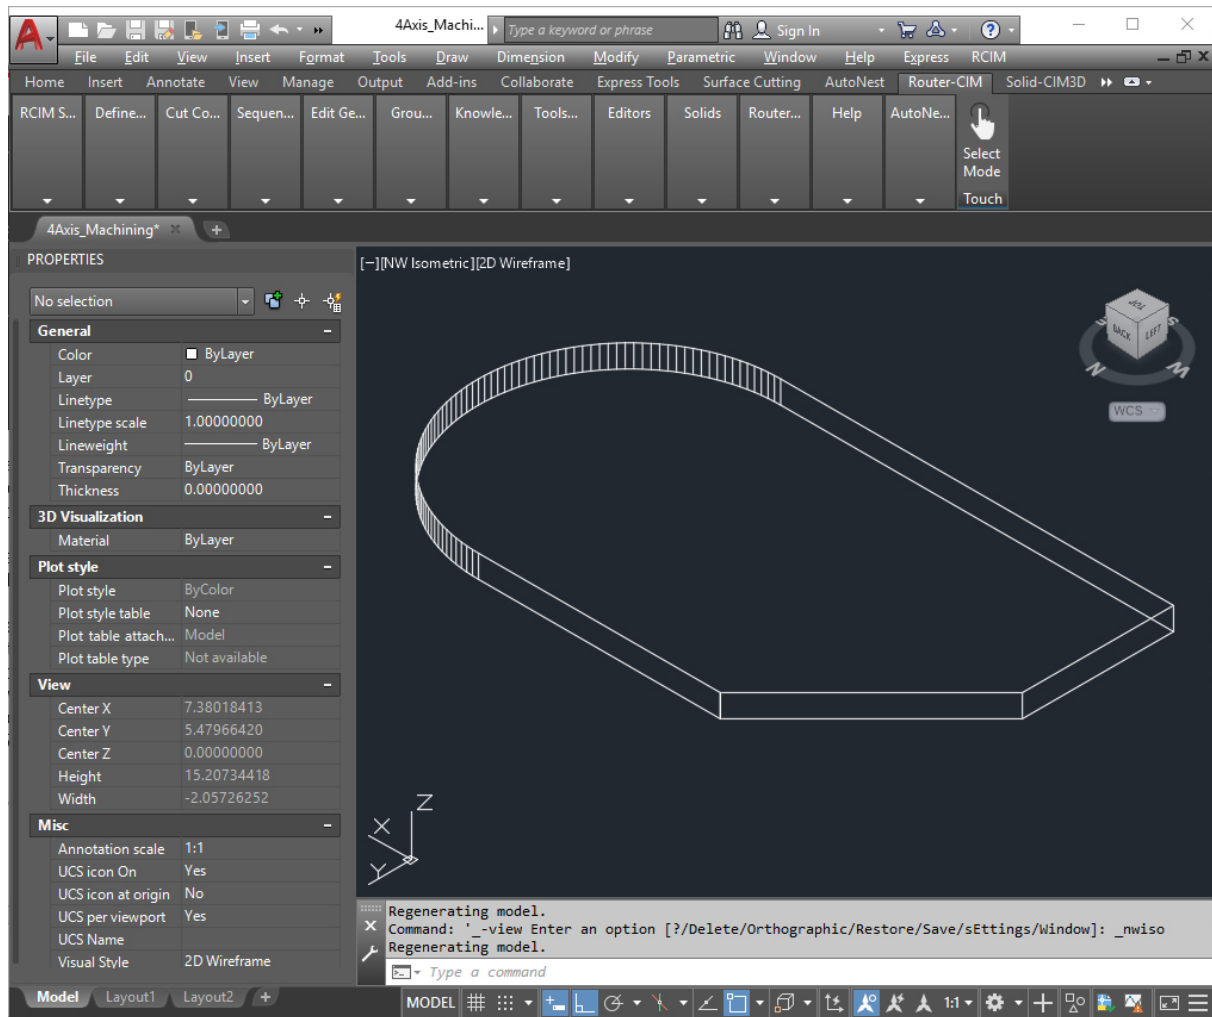 4Axis_Machi... Type a keyword or phrase Sign In
File Edit View Insert Format Tools Draw Dimension Modify Parametric Window Help Express RCIM
Home Insert Annotate View Manage Output Add-ins Collaborate Express Tools Surface Cutting AutoNest Router-CIM Solid-CIM3D
RCIM S... Define... Cut Co... Sequen... Edit Ge... Grou... Knowle... Tools... Editors Solids Router... Help AutoNe...
Select
Mode
Touch
4Axis_Machining*
PROPERTIES
No selection
General
Color ByLayer
Layer 0
Linetype ByLayer
Linetype scale 1.00000000
Lineweight ByLayer
Transparency ByLayer
Thickness 0.00000000
3D Visualization
Material ByLayer
Plot style
Plot style ByColor
Plot style table None
Plot table attach... Model
Plot table type Not available
View
Center X 7.38018413
Center Y 5.47966420
Center Z 0.00000000
Height 15.20734418
Width -2.05726252
Misc
Annotation scale 1:1
UCS icon On Yes
UCS icon at origin No
UCS per viewport Yes
UCS Name
Visual Style 2D Wireframe
[−][NW Isometric][2D Wireframe]
TOP
BACK LEFT
S
N W
WCS
Z
X
Y
Regenerating model.
Command: '_-view Enter an option [?/Delete/Orthographic/Restore/Save/sEttings/Window]: _nwiso
Regenerating model.
Type a command
Model Layout1 Layout2 +
MODEL 1:1